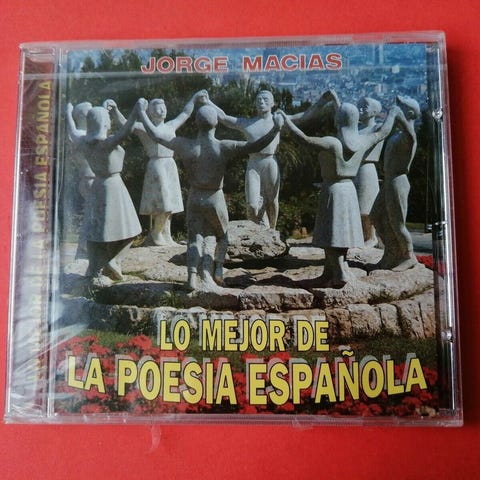 JORGE MACIAS
LO MEJOR DE
LA POESIA ESPAÑOLA
LO MEJOR DE LA POESIA ESPAÑOLA